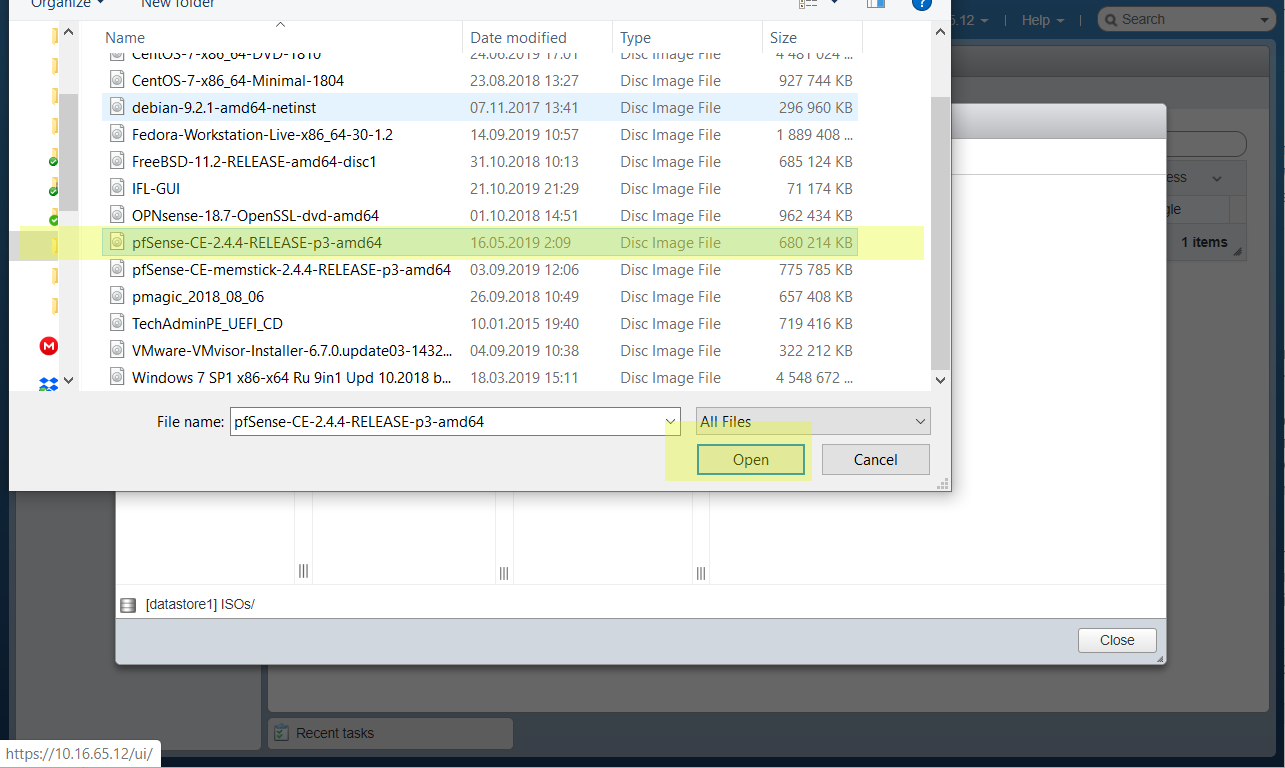 Organize New folder
5.12 Help Search
Name Date modified Type Size
CentOS-7-x86_64-DVD-1810 24.06.2019 17:01 Disc Image File 4 481 024 ...
CentOS-7-x86_64-Minimal-1804 23.08.2018 13:27 Disc Image File 927 744 KB
debian-9.2.1-amd64-netinst 07.11.2017 13:41 Disc Image File 296 960 KB
Fedora-Workstation-Live-x86_64-30-1.2 14.09.2019 10:57 Disc Image File 1 889 408 ...
FreeBSD-11.2-RELEASE-amd64-disc1 31.10.2018 10:13 Disc Image File 685 124 KB
IFL-GUI 21.10.2019 21:29 Disc Image File 71 174 KB
OPNsense-18.7-OpenSSL-dvd-amd64 01.10.2018 14:51 Disc Image File 962 434 KB
pfSense-CE-2.4.4-RELEASE-p3-amd64 16.05.2019 2:09 Disc Image File 680 214 KB
pfSense-CE-memstick-2.4.4-RELEASE-p3-amd64 03.09.2019 12:06 Disc Image File 775 785 KB
pmagic_2018_08_06 26.09.2018 10:49 Disc Image File 657 408 KB
TechAdminPE_UEFI_CD 10.01.2015 19:40 Disc Image File 719 416 KB
VMware-VMvisor-Installer-6.7.0.update03-1432... 04.09.2019 10:38 Disc Image File 322 212 KB
Windows 7 SP1 x86-x64 Ru 9in1 Upd 10.2018 b... 18.03.2019 15:11 Disc Image File 4 548 672 ...
ess
gle
1 items
File name: pfSense-CE-2.4.4-RELEASE-p3-amd64 All Files
Open Cancel
[datastore1] ISOs/
Close
Recent tasks
https://10.16.65.12/ui/